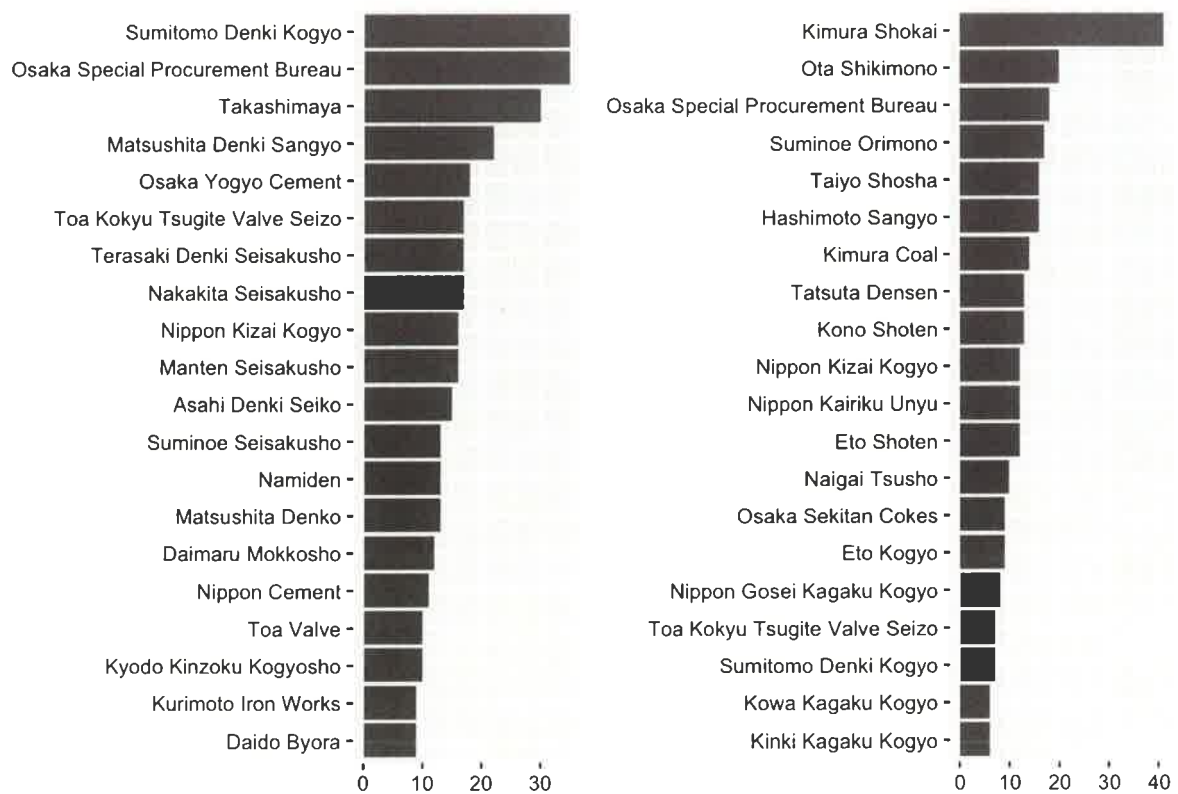 Sumitomo Denki Kogyo
Osaka Special Procurement Bureau
Takashimaya
Matsushita Denki Sangyo
Osaka Yogyo Cement
Toa Kokyu Tsugite Valve Seizo
Terasaki Denki Seisakusho
Nakakita Seisakusho
Nippon Kizai Kogyo
Manten Seisakusho
Asahi Denki Seiko
Suminoe Seisakusho
Namiden
Matsushita Denko
Daimaru Mokkosho
Nippon Cement
Toa Valve
Kyodo Kinzoku Kogyosho
Kurimoto Iron Works
Daido Byora
0 10 20 30
Kimura Shokai
Ota Shikimono
Osaka Special Procurement Bureau
Suminoe Orimono
Taiyo Shosha
Hashimoto Sangyo
Kimura Coal
Tatsuta Densen
Kono Shoten
Nippon Kizai Kogyo
Nippon Kairiku Unyu
Eto Shoten
Naigai Tsusho
Osaka Sekitan Cokes
Eto Kogyo
Nippon Gosei Kagaku Kogyo
Toa Kokyu Tsugite Valve Seizo
Sumitomo Denki Kogyo
Kowa Kagaku Kogyo
Kinki Kagaku Kogyo
0 10 20 30 40